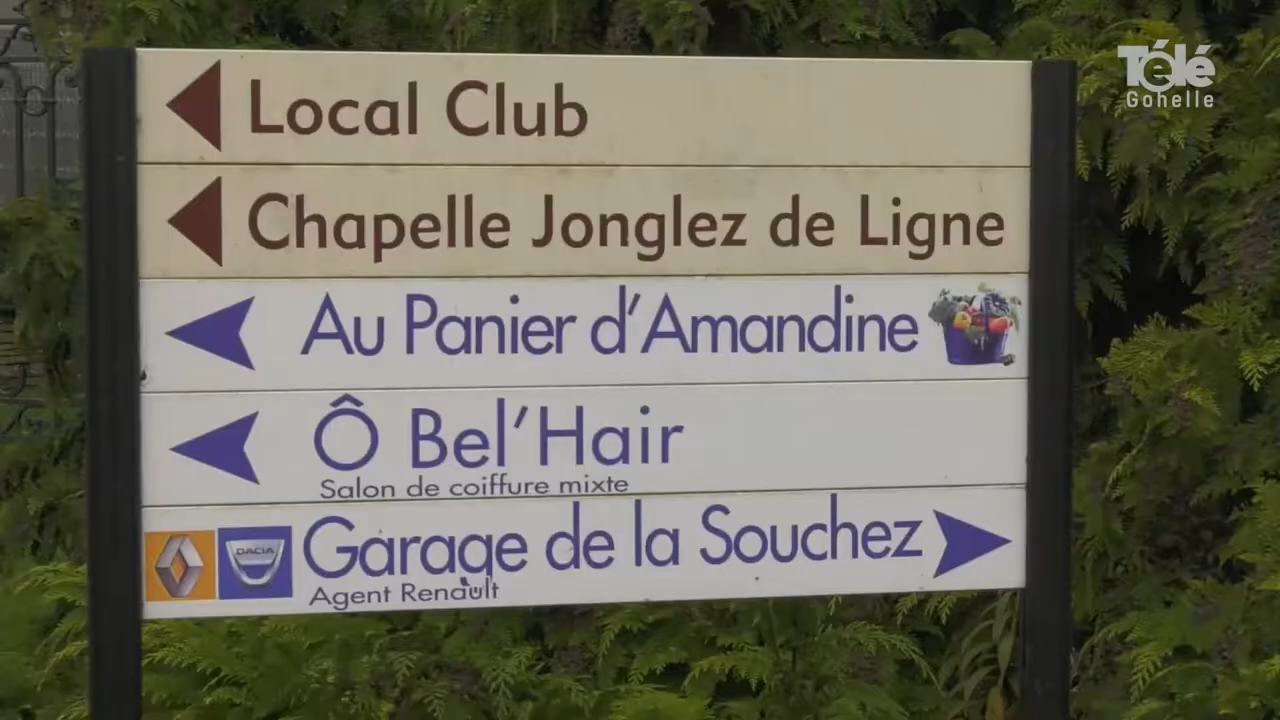 Télé
Gohelle
Local Club
Chapelle Jonglez de Ligne
Au Panier d'Amandine
Ô Bel'Hair
Salon de coiffure mixte
DACIA
Garage de la Souchez
Agent Renault